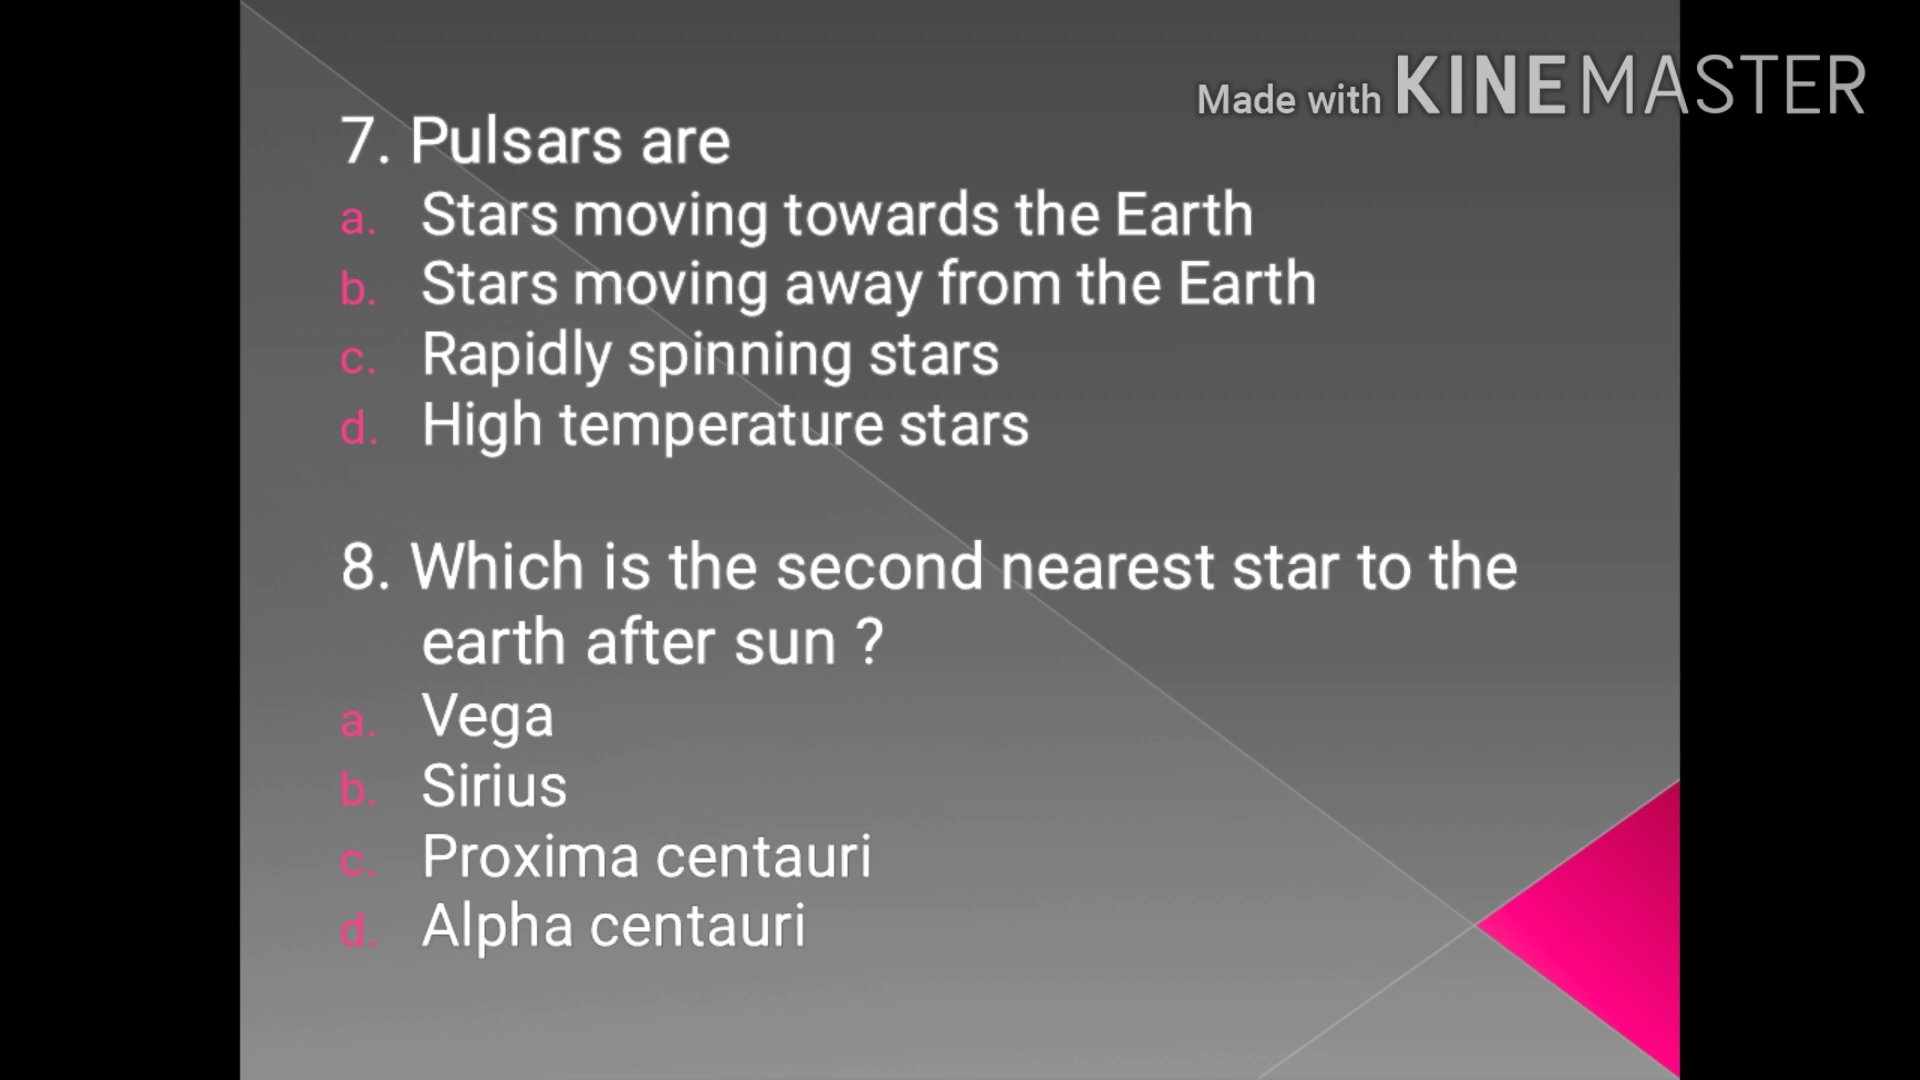 Made with KINEMASTER
7. Pulsars are
a. Stars moving towards the Earth
b. Stars moving away from the Earth
c. Rapidly spinning stars
d. High temperature stars
8. Which is the second nearest star to the
earth after sun ?
a. Vega
b. Sirius
c. Proxima centauri
d. Alpha centauri